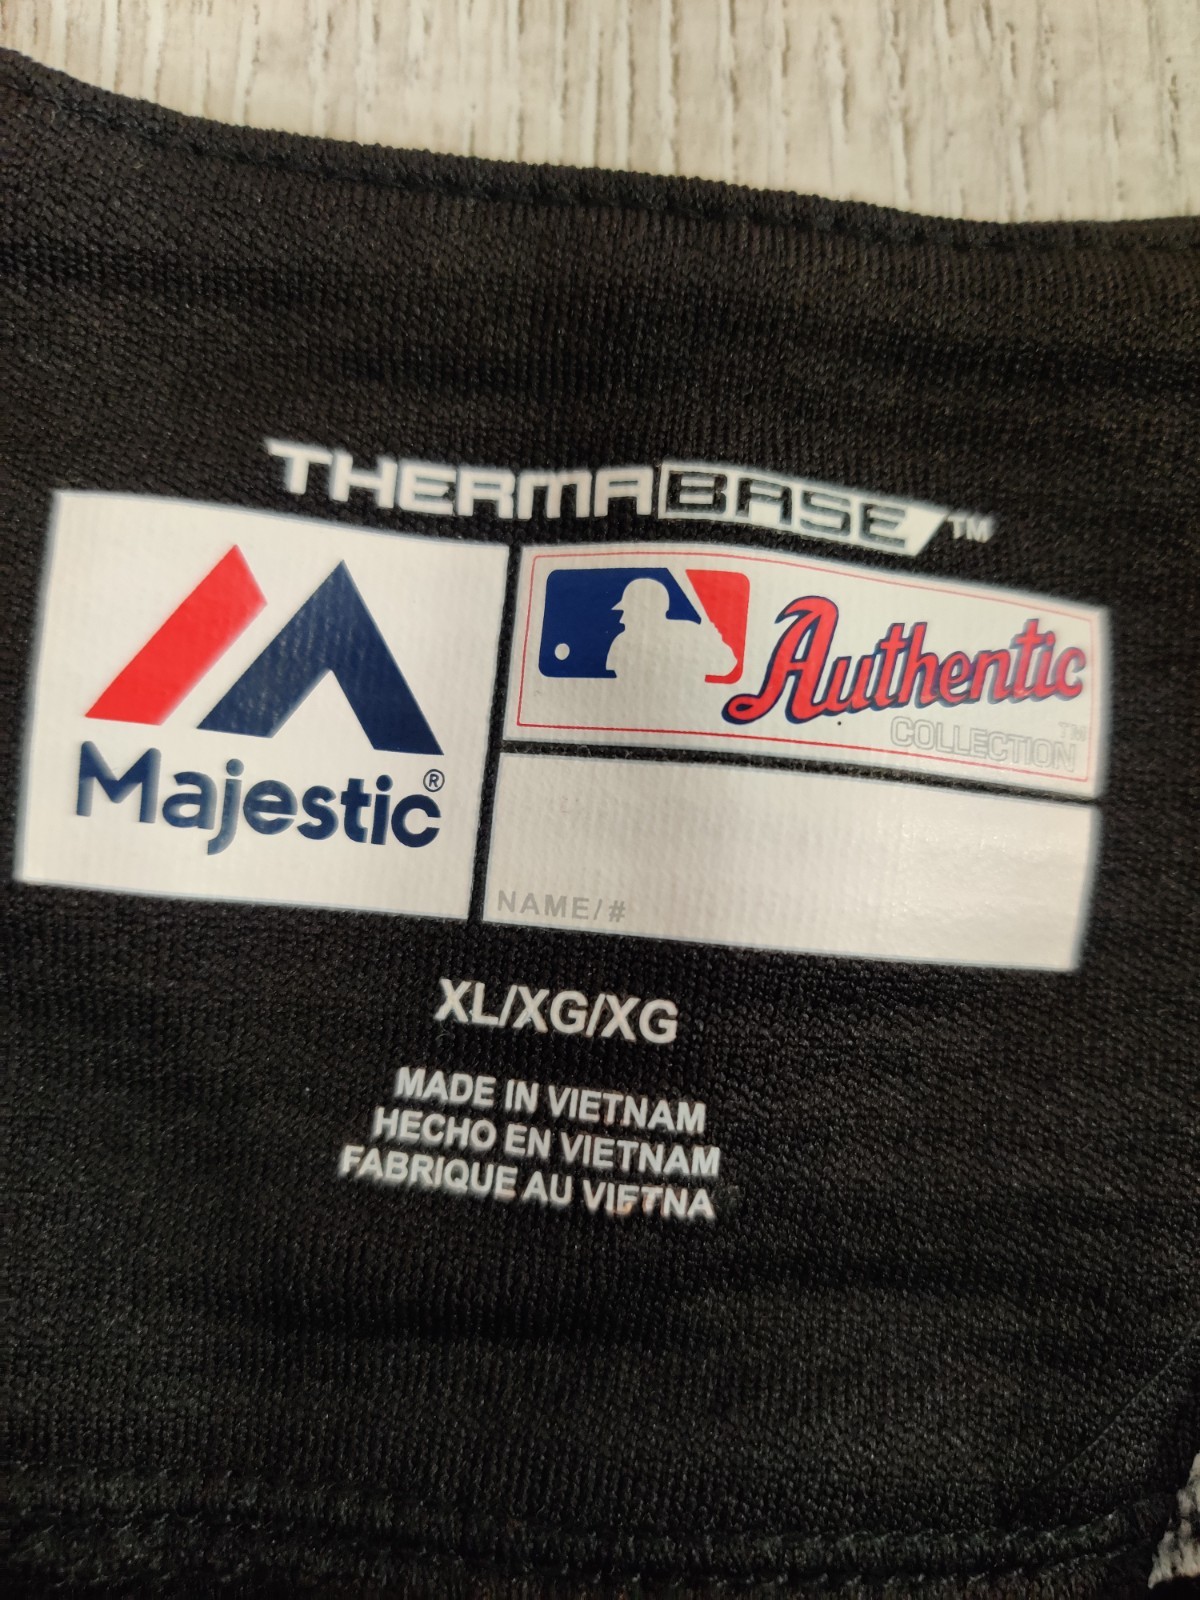 THERMABASE™
Majestic®
Authentic
COLLECTION™
NAME/#
XL/XG/XG
MADE IN VIETNAM
HECHO EN VIETNAM
FABRIQUE AU VIETNA